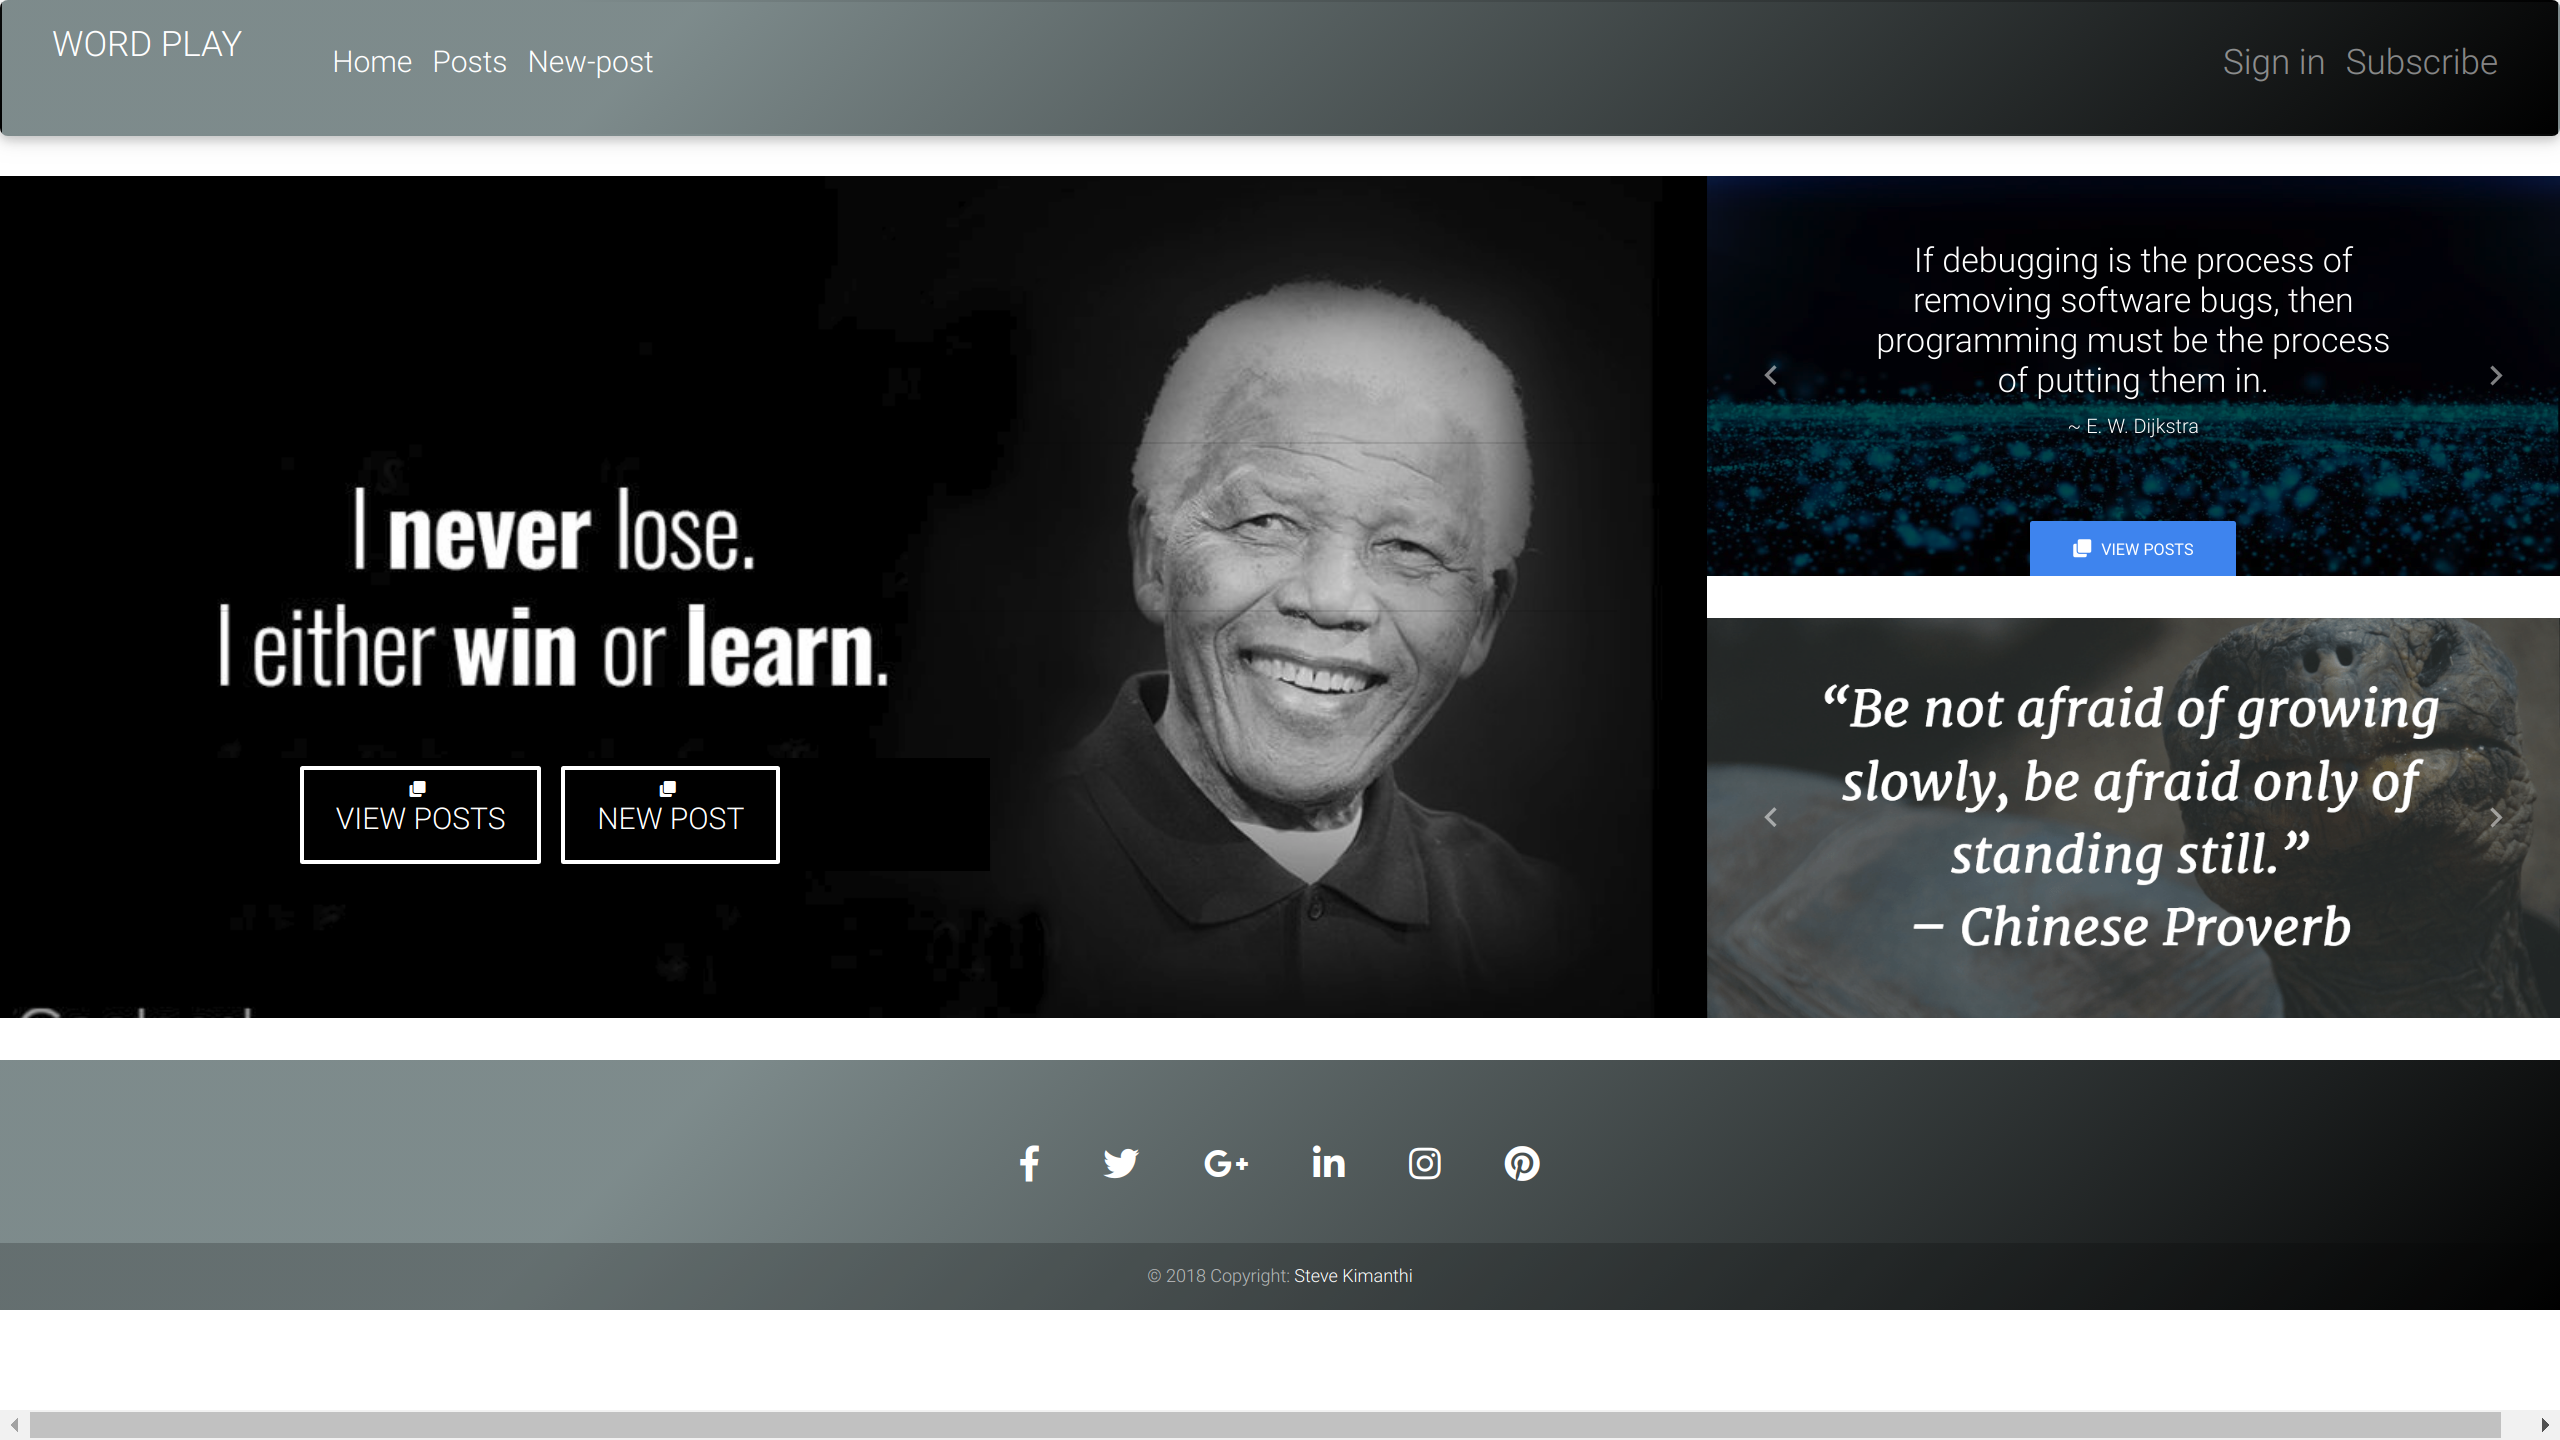 WORD PLAY
Home Posts New-post
Sign in Subscribe
I never lose.
I either win or learn.
VIEW POSTS
NEW POST
If debugging is the process of
removing software bugs, then
programming must be the process
of putting them in.
~ E. W. Dijkstra
VIEW POSTS
“Be not afraid of growing
slowly, be afraid only of
standing still.”
– Chinese Proverb
© 2018 Copyright: Steve Kimanthi